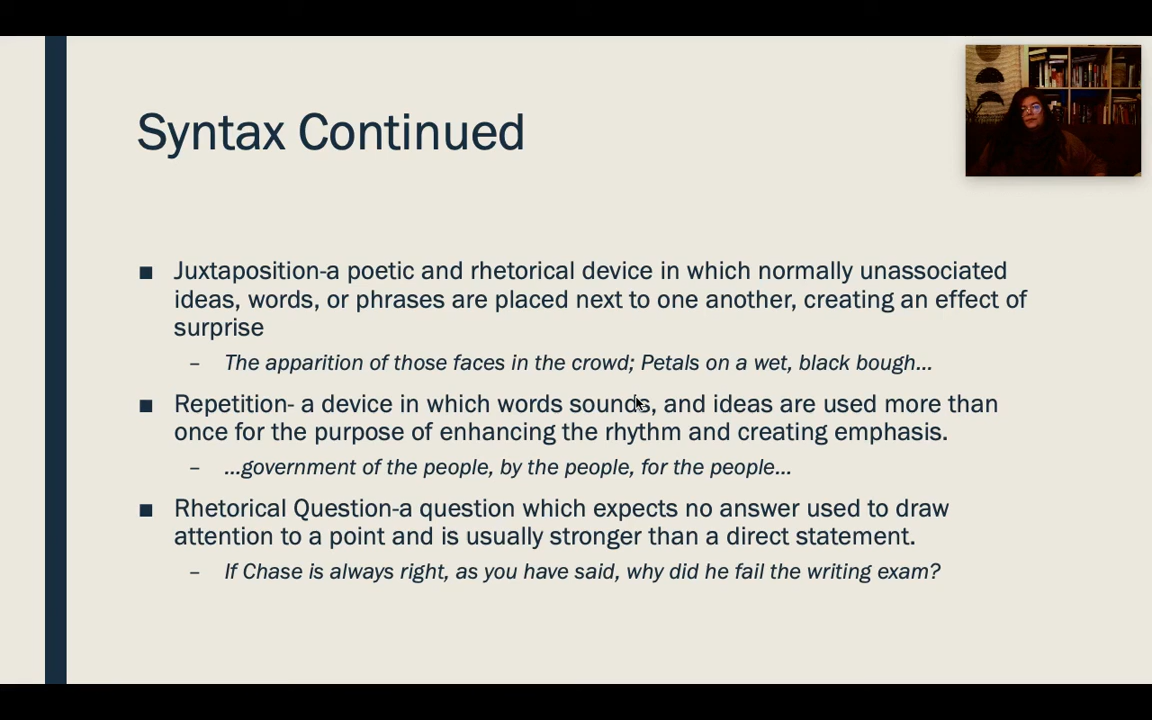 Syntax Continued
■ Juxtaposition-a poetic and rhetorical device in which normally unassociated
ideas, words, or phrases are placed next to one another, creating an effect of
surprise
– The apparition of those faces in the crowd; Petals on a wet, black bough...
■ Repetition- a device in which words sounds, and ideas are used more than
once for the purpose of enhancing the rhythm and creating emphasis.
– ...government of the people, by the people, for the people...
■ Rhetorical Question-a question which expects no answer used to draw
attention to a point and is usually stronger than a direct statement.
– If Chase is always right, as you have said, why did he fail the writing exam?